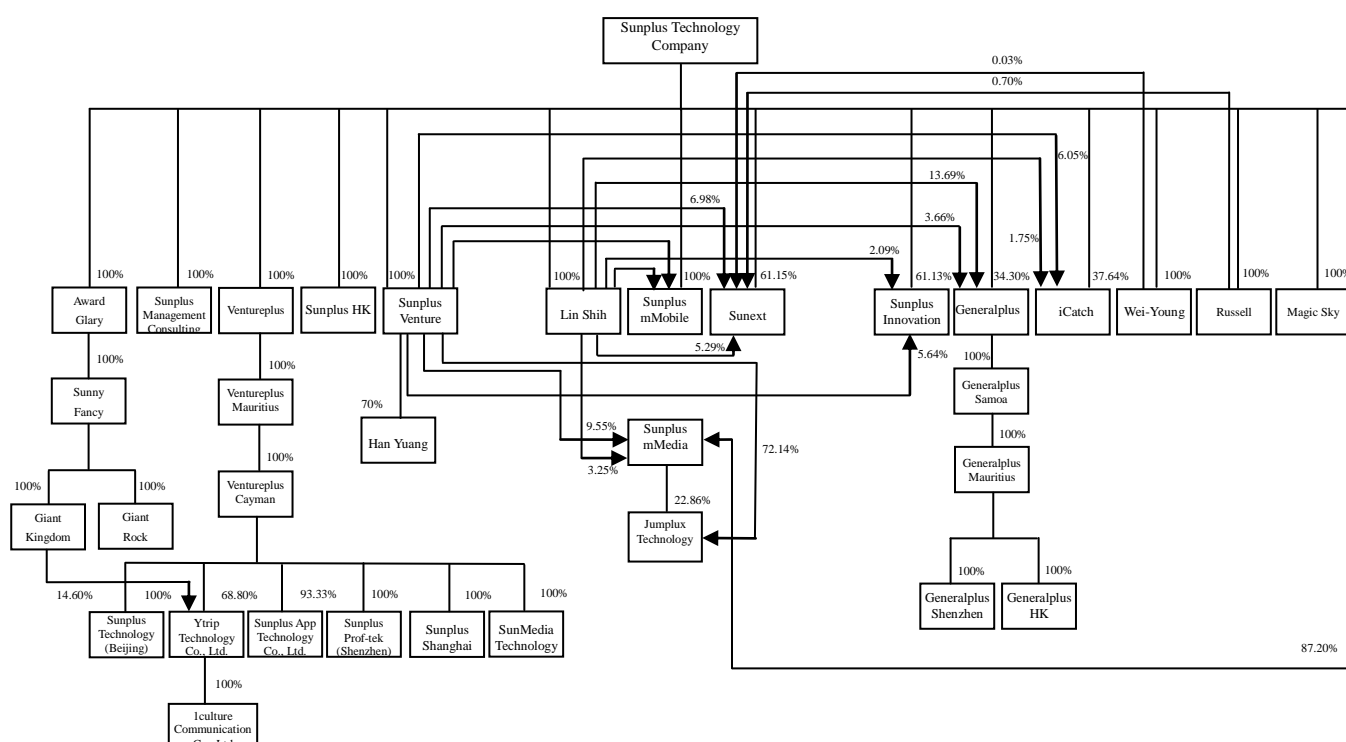 Sunplus Technology
Company
0.03%
0.70%
6.05%
13.69%
6.98%
3.66%
1.75%
2.09%
100%
100%
100%
100%
100%
100%
100%
61.15%
61.13%
34.30%
37.64%
100%
100%
100%
Award
Glary
Sunplus
Management
Consulting
Ventureplus
Sunplus HK
Sunplus
Venture
Lin Shih
Sunplus
mMobile
Sunext
Sunplus
Innovation
Generalplus
iCatch
Wei-Young
Russell
Magic Sky
5.29%
5.64%
100%
100%
100%
Sunny
Fancy
Ventureplus
Mauritius
Generalplus
Samoa
70%
Han Yuang
9.55%
Sunplus
mMedia
3.25%
72.14%
100%
100%
Ventureplus
Cayman
Generalplus
Mauritius
100%
100%
22.86%
Giant
Kingdom
Giant
Rock
Jumplux
Technology
14.60%
100%
68.80%
93.33%
100%
100%
100%
100%
100%
Sunplus
Technology
(Beijing)
Ytrip
Technology
Co., Ltd.
Sunplus App
Technology
Co., Ltd.
Sunplus
Prof-tek
(Shenzhen)
Sunplus
Shanghai
SunMedia
Technology
Generalplus
Shenzhen
Generalplus
HK
87.20%
100%
1culture
Communication